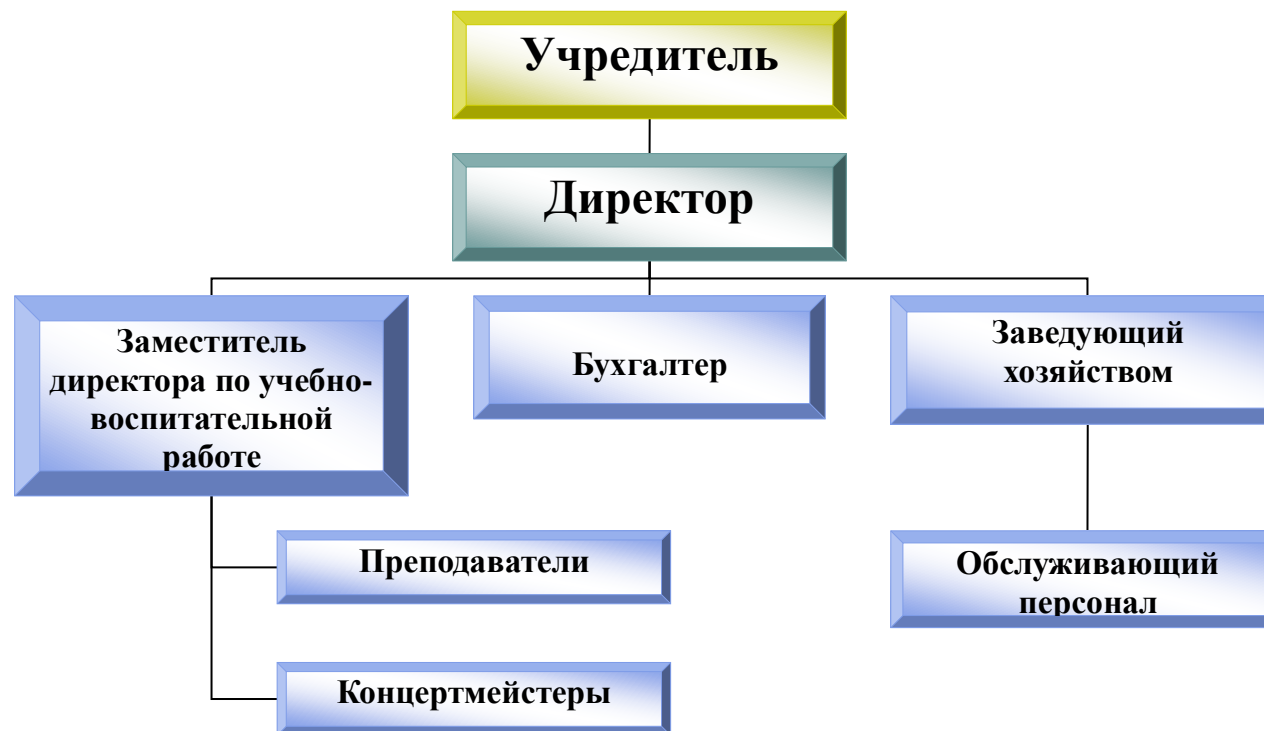 Учредитель
Директор
Заместитель
директора по учебно-
воспитательной
работе
Бухгалтер
Заведующий
хозяйством
Преподаватели
Обслуживающий
персонал
Концертмейстеры